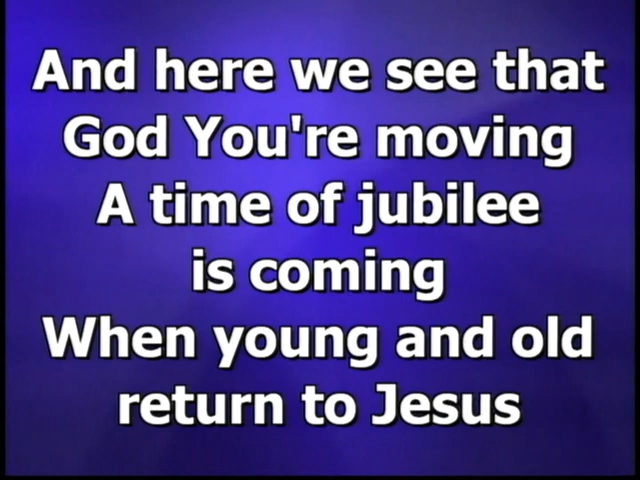 And here we see that
God You're moving
A time of jubilee
is coming
When young and old
return to Jesus